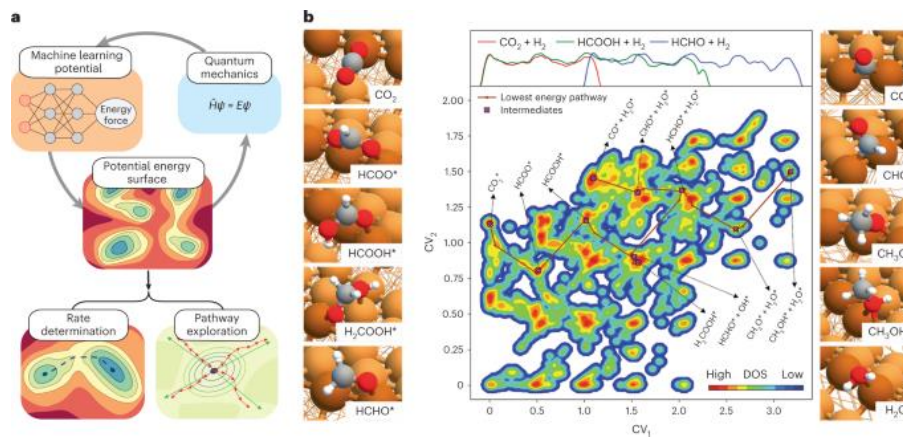 a
Machine learning
potential
Energy
force
Quantum
mechanics
Ĥψ = Eψ
Potential energy
surface
Rate
determination
Pathway
exploration
b
CO₂
HCOO*
HCOOH*
H₂COOH*
HCHO*
CO₂ + H₂
HCOOH + H₂
HCHO + H₂
Lowest energy pathway
Intermediates
CO₂*
HCOO*
HCOOH*
CO* + H₂O*
CHO* + H₂O*
HCHO* + H₂O*
H₂COOH*
HCHO* + OH*
CH₃O* + H₂O*
CH₃OH* + H₂O*
2.00
1.75
1.50
1.25
1.00
0.75
0.50
0.25
0
CV₂
High DOS Low
0 0.5 1.0 1.5 2.0 2.5 3.0
CV₁
CH₃O
CH₃OH
H₂O